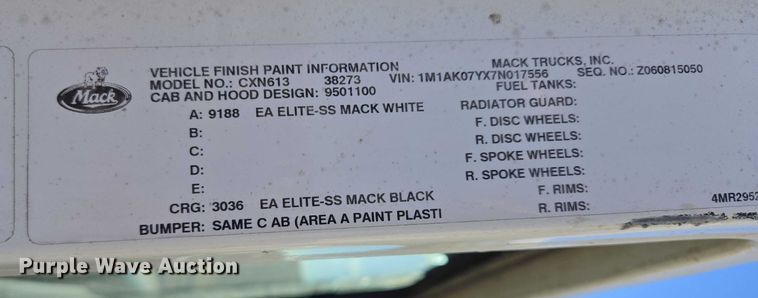 Mack
VEHICLE FINISH PAINT INFORMATION MACK TRUCKS, INC.
MODEL NO.: CXN613 38273 VIN: 1M1AK07YX7N017556 SEQ. NO.: Z060815050
CAB AND HOOD DESIGN: 9501100 FUEL TANKS:
A: 9188 EA ELITE-SS MACK WHITE RADIATOR GUARD:
B: F. DISC WHEELS:
C: R. DISC WHEELS:
D: F. SPOKE WHEELS:
E: R. SPOKE WHEELS:
CRG: 3036 EA ELITE-SS MACK BLACK F. RIMS:
BUMPER: SAME C AB (AREA A PAINT PLASTI R. RIMS:
4MR2952
Purple Wave Auction